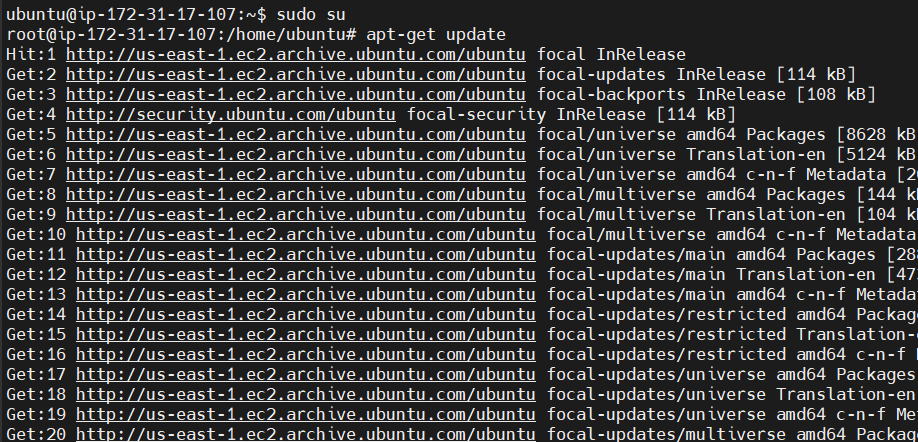 ubuntu@ip-172-31-17-107:~$ sudo su
root@ip-172-31-17-107:/home/ubuntu# apt-get update
Hit:1 http://us-east-1.ec2.archive.ubuntu.com/ubuntu focal InRelease
Get:2 http://us-east-1.ec2.archive.ubuntu.com/ubuntu focal-updates InRelease [114 kB]
Get:3 http://us-east-1.ec2.archive.ubuntu.com/ubuntu focal-backports InRelease [108 kB]
Get:4 http://security.ubuntu.com/ubuntu focal-security InRelease [114 kB]
Get:5 http://us-east-1.ec2.archive.ubuntu.com/ubuntu focal/universe amd64 Packages [8628 kB
Get:6 http://us-east-1.ec2.archive.ubuntu.com/ubuntu focal/universe Translation-en [5124 kB
Get:7 http://us-east-1.ec2.archive.ubuntu.com/ubuntu focal/universe amd64 c-n-f Metadata
Get:8 http://us-east-1.ec2.archive.ubuntu.com/ubuntu focal/multiverse amd64 Packages [144
Get:9 http://us-east-1.ec2.archive.ubuntu.com/ubuntu focal/multiverse Translation-en [104
Get:10 http://us-east-1.ec2.archive.ubuntu.com/ubuntu focal/multiverse amd64 c-n-f Metadata
Get:11 http://us-east-1.ec2.archive.ubuntu.com/ubuntu focal-updates/main amd64 Packages
Get:12 http://us-east-1.ec2.archive.ubuntu.com/ubuntu focal-updates/main Translation-en
Get:13 http://us-east-1.ec2.archive.ubuntu.com/ubuntu focal-updates/main amd64 c-n-f Metada
Get:14 http://us-east-1.ec2.archive.ubuntu.com/ubuntu focal-updates/restricted amd64 Packag
Get:15 http://us-east-1.ec2.archive.ubuntu.com/ubuntu focal-updates/restricted Translation-
Get:16 http://us-east-1.ec2.archive.ubuntu.com/ubuntu focal-updates/restricted amd64 c-n-f
Get:17 http://us-east-1.ec2.archive.ubuntu.com/ubuntu focal-updates/universe amd64 Packages
Get:18 http://us-east-1.ec2.archive.ubuntu.com/ubuntu focal-updates/universe Translation-en
Get:19 http://us-east-1.ec2.archive.ubuntu.com/ubuntu focal-updates/universe amd64 c-n-f Me
Get:20 http://us-east-1.ec2.archive.ubuntu.com/ubuntu focal-updates/multiverse amd64 Packag